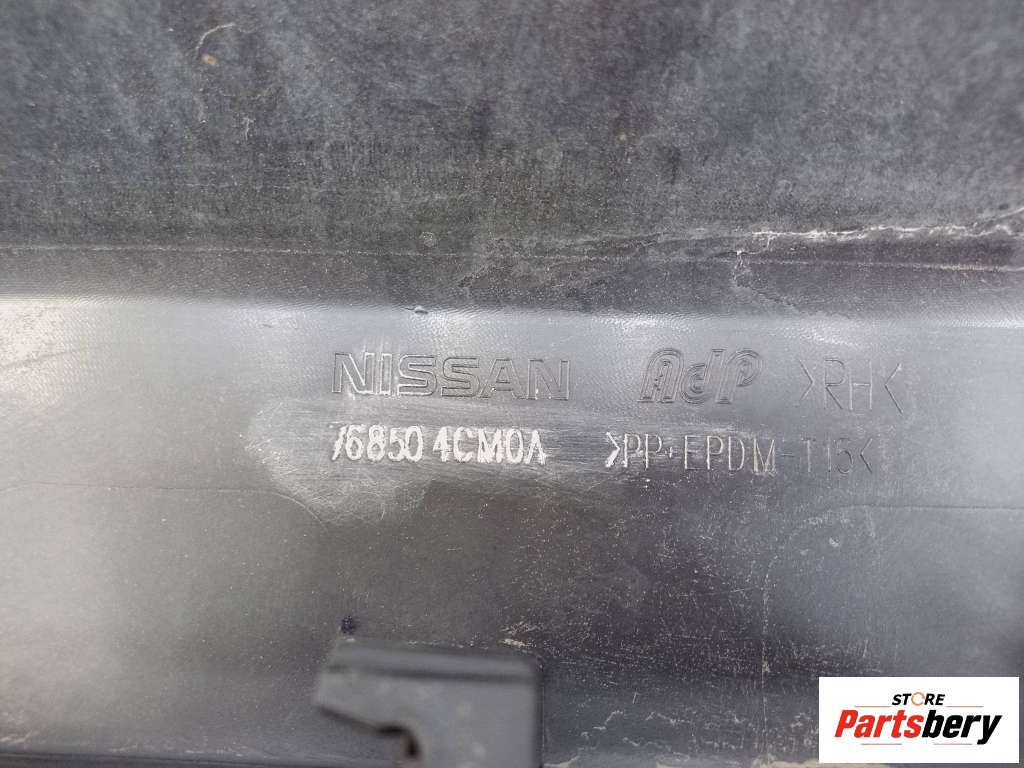 NISSAN AdP >RH<
76850 4CM0A >PP+EPDM-T15<
STORE
Partsbery